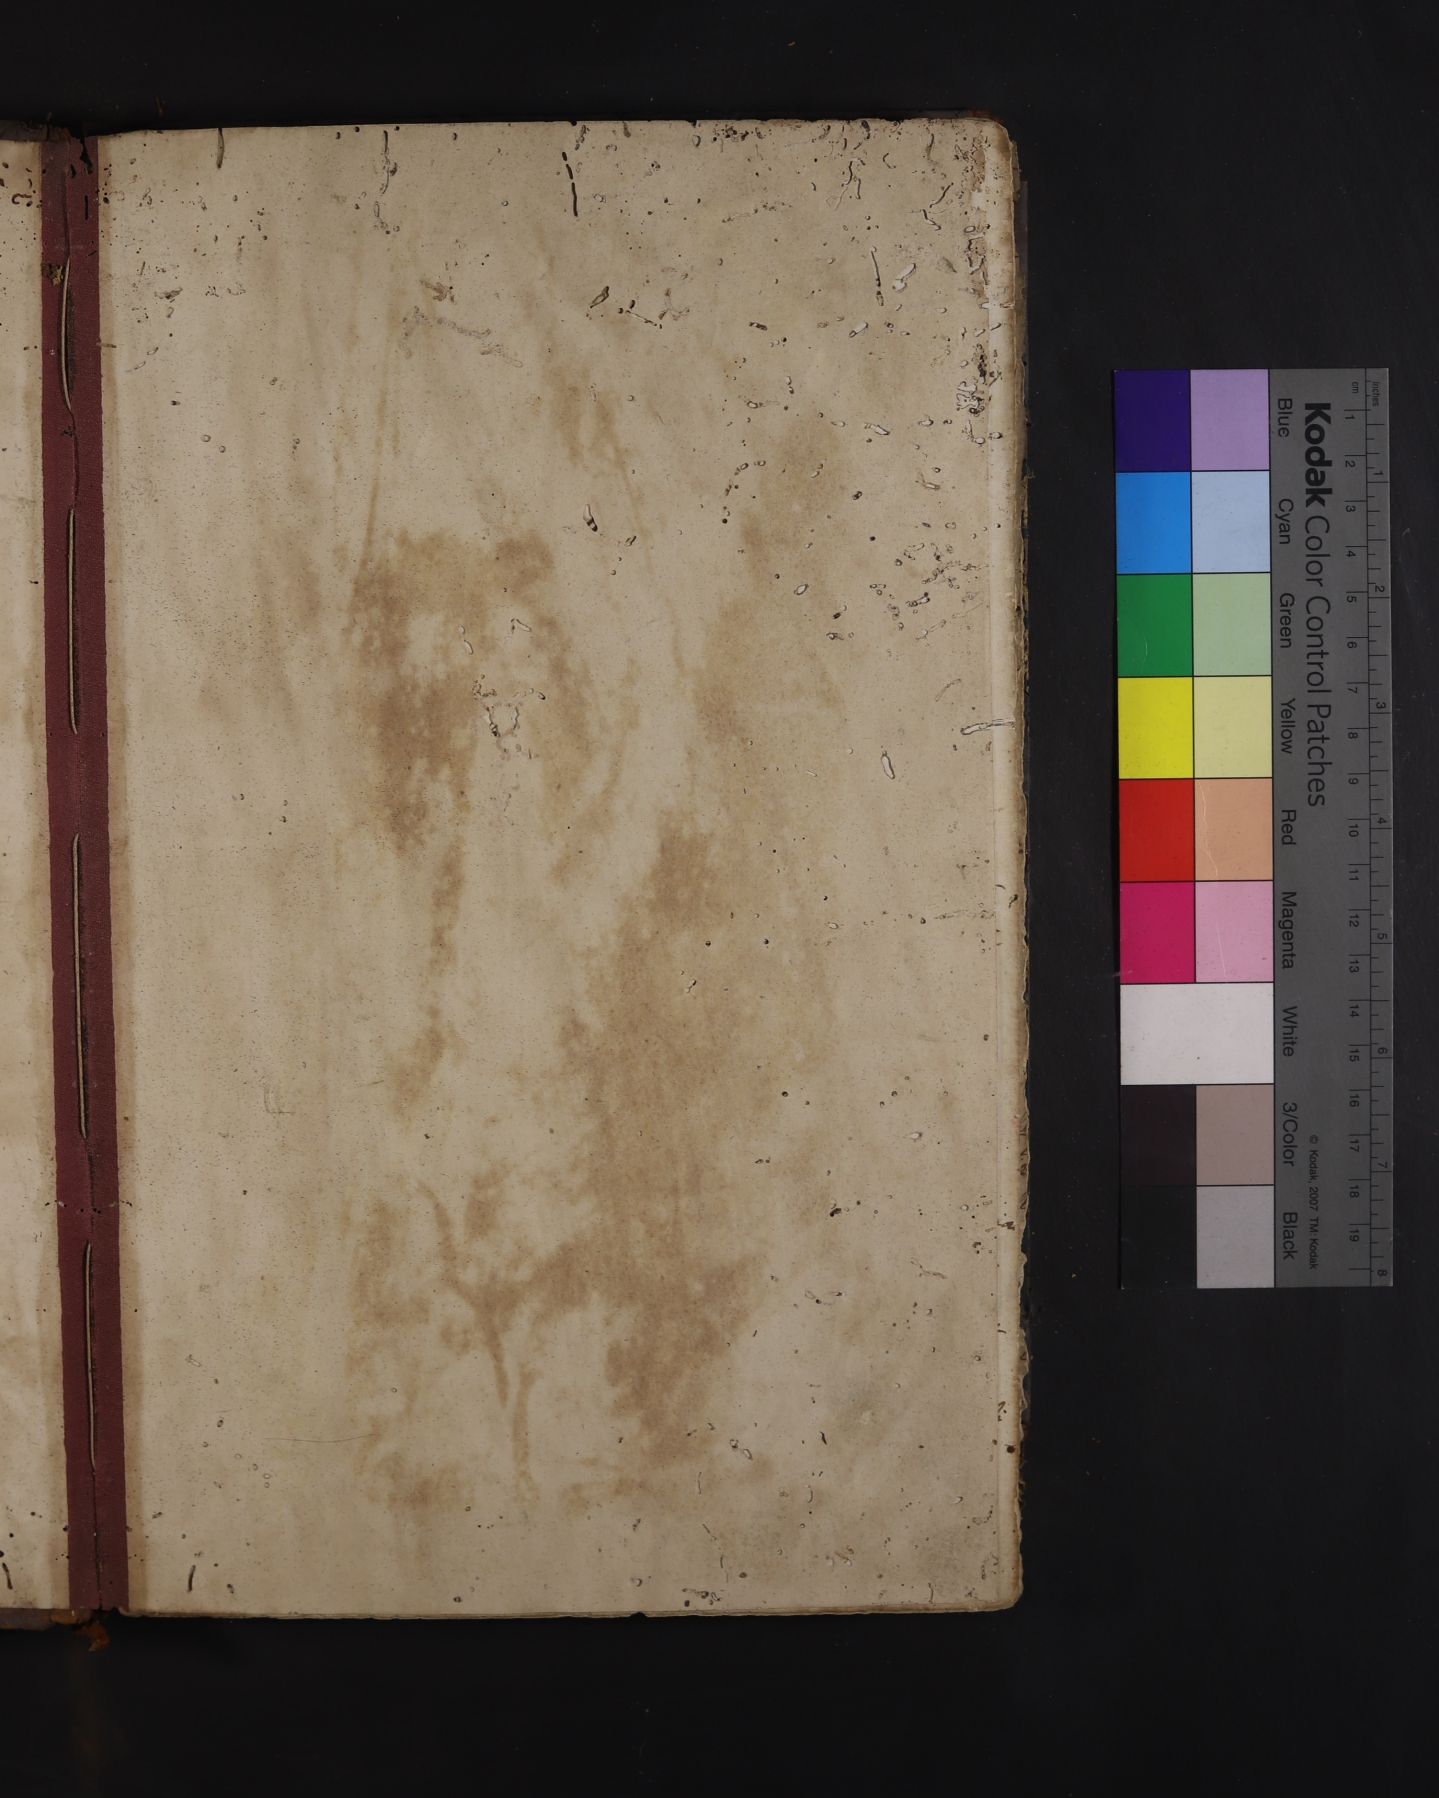 Kodak Color Control Patches
Blue Cyan Green Yellow Red Magenta White 3/Color Black
© Kodak, 2007 TM: Kodak
cm 1 2 3 4 5 6 7 8 9 10 11 12 13 14 15 16 17 18 19
Inches 1 2 3 4 5 6 7 8